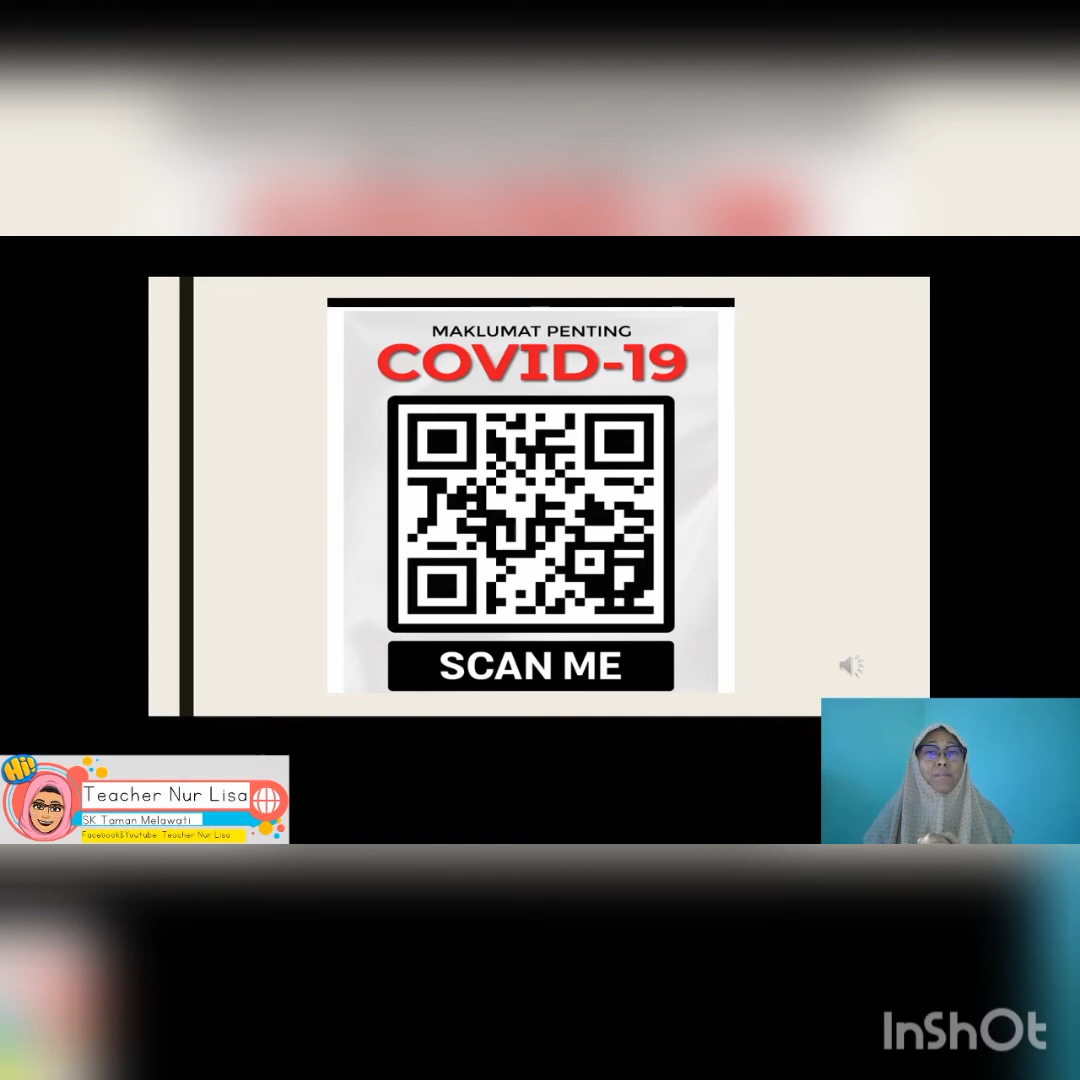 MAKLUMAT PENTING
COVID-19
SCAN ME
Hi!
Teacher Nur Lisa
SK Taman Melawati
Facebook&Youtube: Teacher Nur Lisa
InShOt